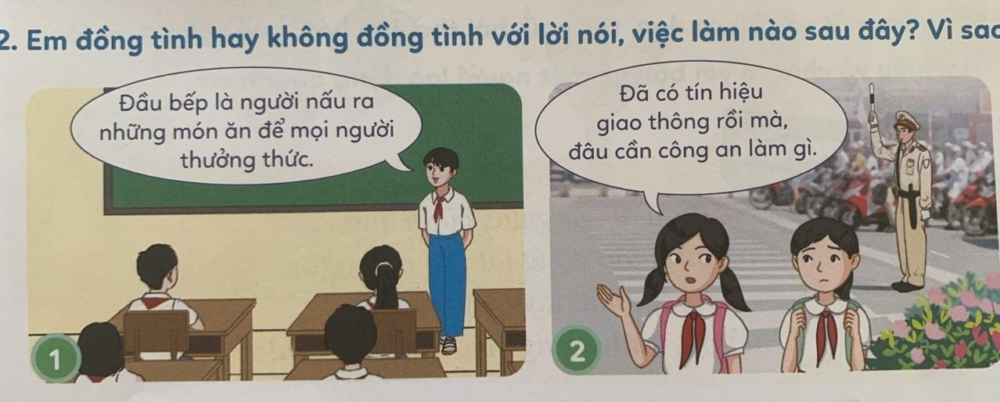 2. Em đồng tình hay không đồng tình với lời nói, việc làm nào sau đây? Vì sao
Đầu bếp là người nấu ra
những món ăn để mọi người
thưởng thức.
1
Đã có tín hiệu
giao thông rồi mà,
đâu cần công an làm gì.
2